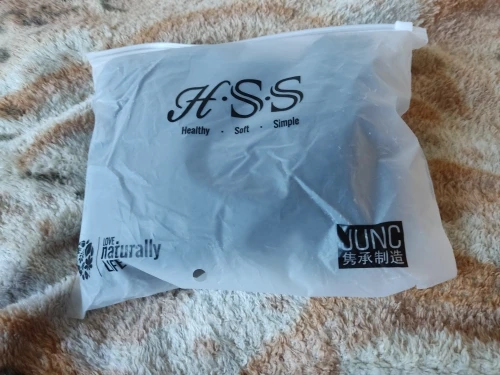 H·S·S
Healthy · Soft · Simple
LOVE
naturally
LIFE
JUNC
隽承制造